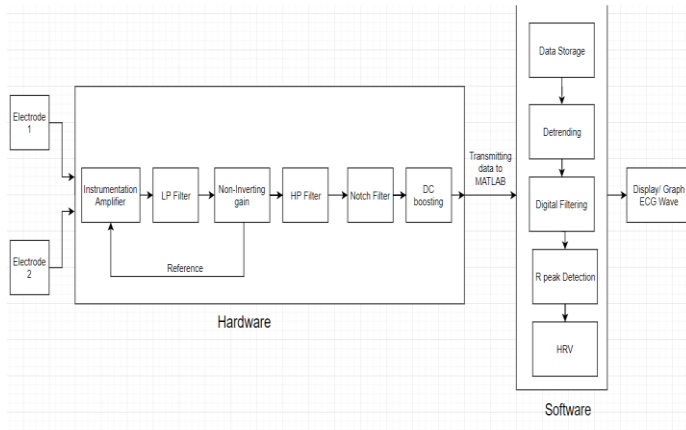 Electrode
1
Electrode
2
Instrumentation
Amplifier
LP Filter
Non-Inverting
gain
HP Filter
Notch Filter
DC
boosting
Reference
Hardware
Transmitting
data to
MATLAB
Data Storage
Detrending
Digital Filtering
R peak Detection
HRV
Software
Display/ Graph
ECG Wave